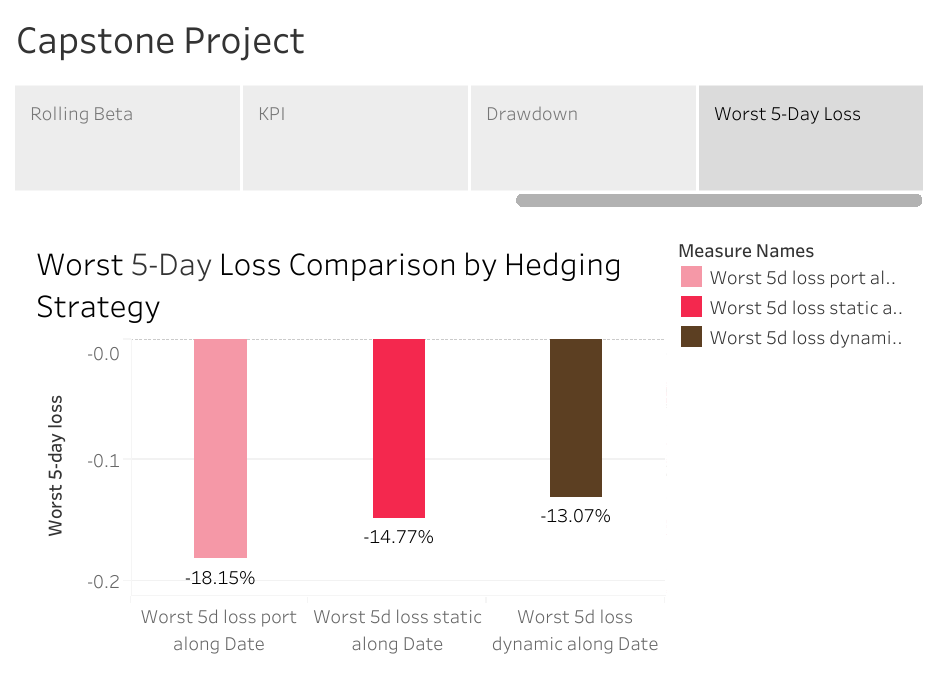 Capstone Project
Rolling Beta
KPI
Drawdown
Worst 5-Day Loss
Worst 5-Day Loss Comparison by Hedging
Strategy
Measure Names
Worst 5d loss port al..
Worst 5d loss static a..
Worst 5d loss dynami..
Worst 5-day loss
-0.0
-0.1
-0.2
-18.15%
-14.77%
-13.07%
Worst 5d loss port
along Date
Worst 5d loss static
along Date
Worst 5d loss
dynamic along Date